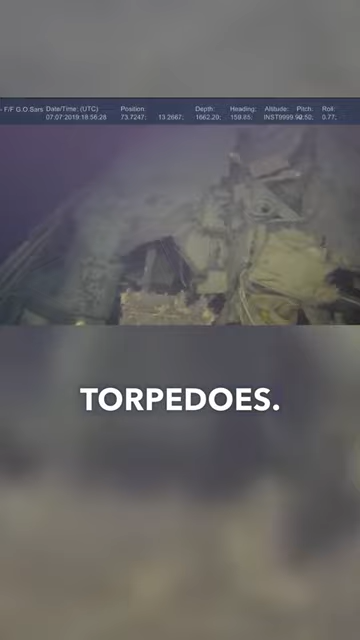 - F/F G.O.Sars Date/Time: (UTC) Position: Depth: Heading: Altitude: Pitch: Roll:
07.07.2019;18:56:28 73.7247; 13.2667; 1662.20; 159.65; 0.77;
TORPEDOES.